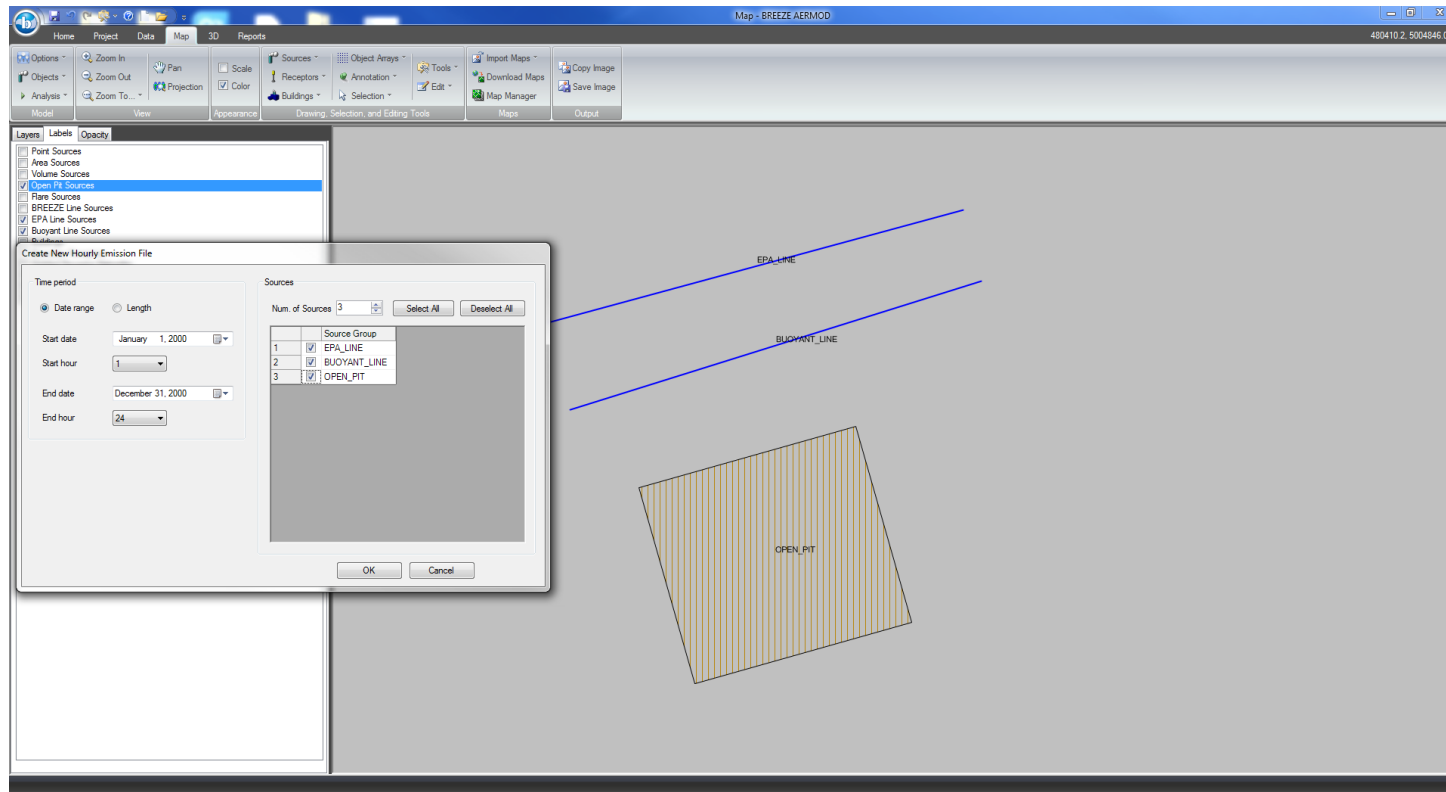 Map - BREEZE AERMOD
Home Project Data Map 3D Reports
480410.2, 5004846.0
Options Zoom In Pan Scale Sources Object Arrays Tools Import Maps Copy Image
Objects Zoom Out Projection Color Receptors Annotation Edit Download Maps Save Image
Analysis Zoom To... Buildings Selection Map Manager
Model View Appearance Drawing, Selection, and Editing Tools Maps Output
Layers Labels Opacity
Point Sources
Area Sources
Volume Sources
Open Pit Sources
Flare Sources
BREEZE Line Sources
EPA Line Sources
Buoyant Line Sources
Create New Hourly Emission File
Time period
Date range Length
Start date January 1, 2000
Start hour 1
End date December 31, 2000
End hour 24
Sources
Num. of Sources 3 Select All Deselect All
Source Group
1 EPA_LINE
2 BUOYANT_LINE
3 OPEN_PIT
OK Cancel
EPA_LINE
BUOYANT_LINE
OPEN_PIT